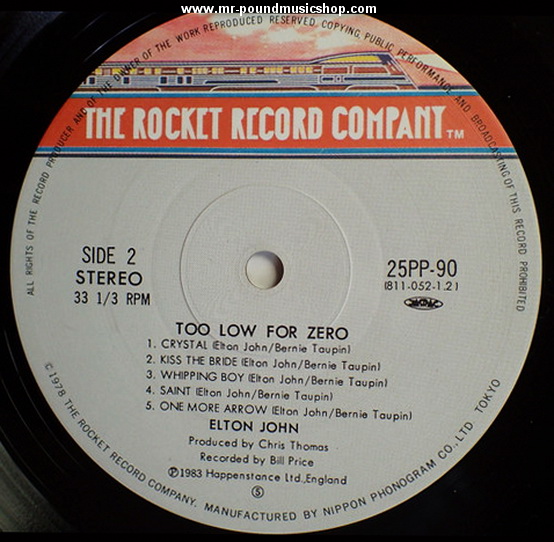 www.mr-poundmusicshop.com
ALL RIGHTS OF THE RECORD PRODUCER AND OF THE OWNER OF THE WORK REPRODUCED RESERVED. COPYING, PUBLIC PERFORMANCE AND BROADCASTING OF THIS RECORD PROHIBITED
THE ROCKET RECORD COMPANY TM
SIDE 2
STEREO
33 1/3 RPM
25PP-90
(811-052-1.2)
TOO LOW FOR ZERO
1. CRYSTAL (Elton John/Bernie Taupin)
2. KISS THE BRIDE (Elton John/Bernie Taupin)
3. WHIPPING BOY (Elton John/Bernie Taupin)
4. SAINT (Elton John/Bernie Taupin)
5. ONE MORE ARROW (Elton John/Bernie Taupin)
ELTON JOHN
Produced by Chris Thomas
Recorded by Bill Price
Ⓟ1983 Happenstance Ltd.,England
Ⓢ
©1978 THE ROCKET RECORD COMPANY. MANUFACTURED BY NIPPON PHONOGRAM CO., LTD TOKYO